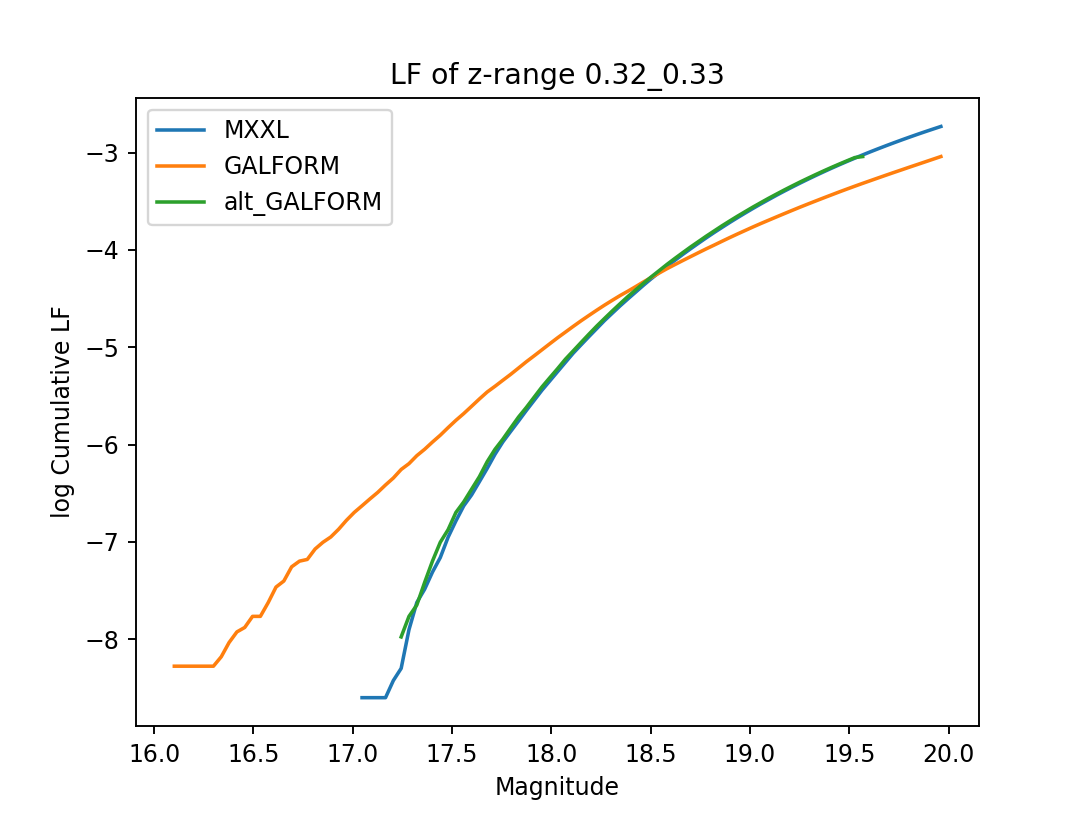 LF of z-range 0.32_0.33
MXXL
GALFORM
alt_GALFORM
−3
−4
−5
−6
−7
−8
log Cumulative LF
16.0 16.5 17.0 17.5 18.0 18.5 19.0 19.5 20.0
Magnitude